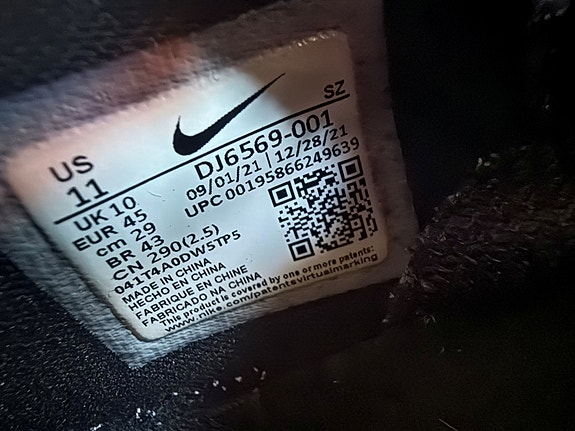 SZ
US
11
DJ6569-001
09/01/21 | 12/28/21
UPC 00195866249639
UK 10
EUR 45
cm 29
BR 43
CN 290(2.5)
041T4A0DW5TP5
MADE IN CHINA
HECHO EN CHINA
FABRIQUE EN CHINE
FABRICADO NA CHINA
This product is covered by one or more patents:
www.nike.com/patentsvirtualmarking